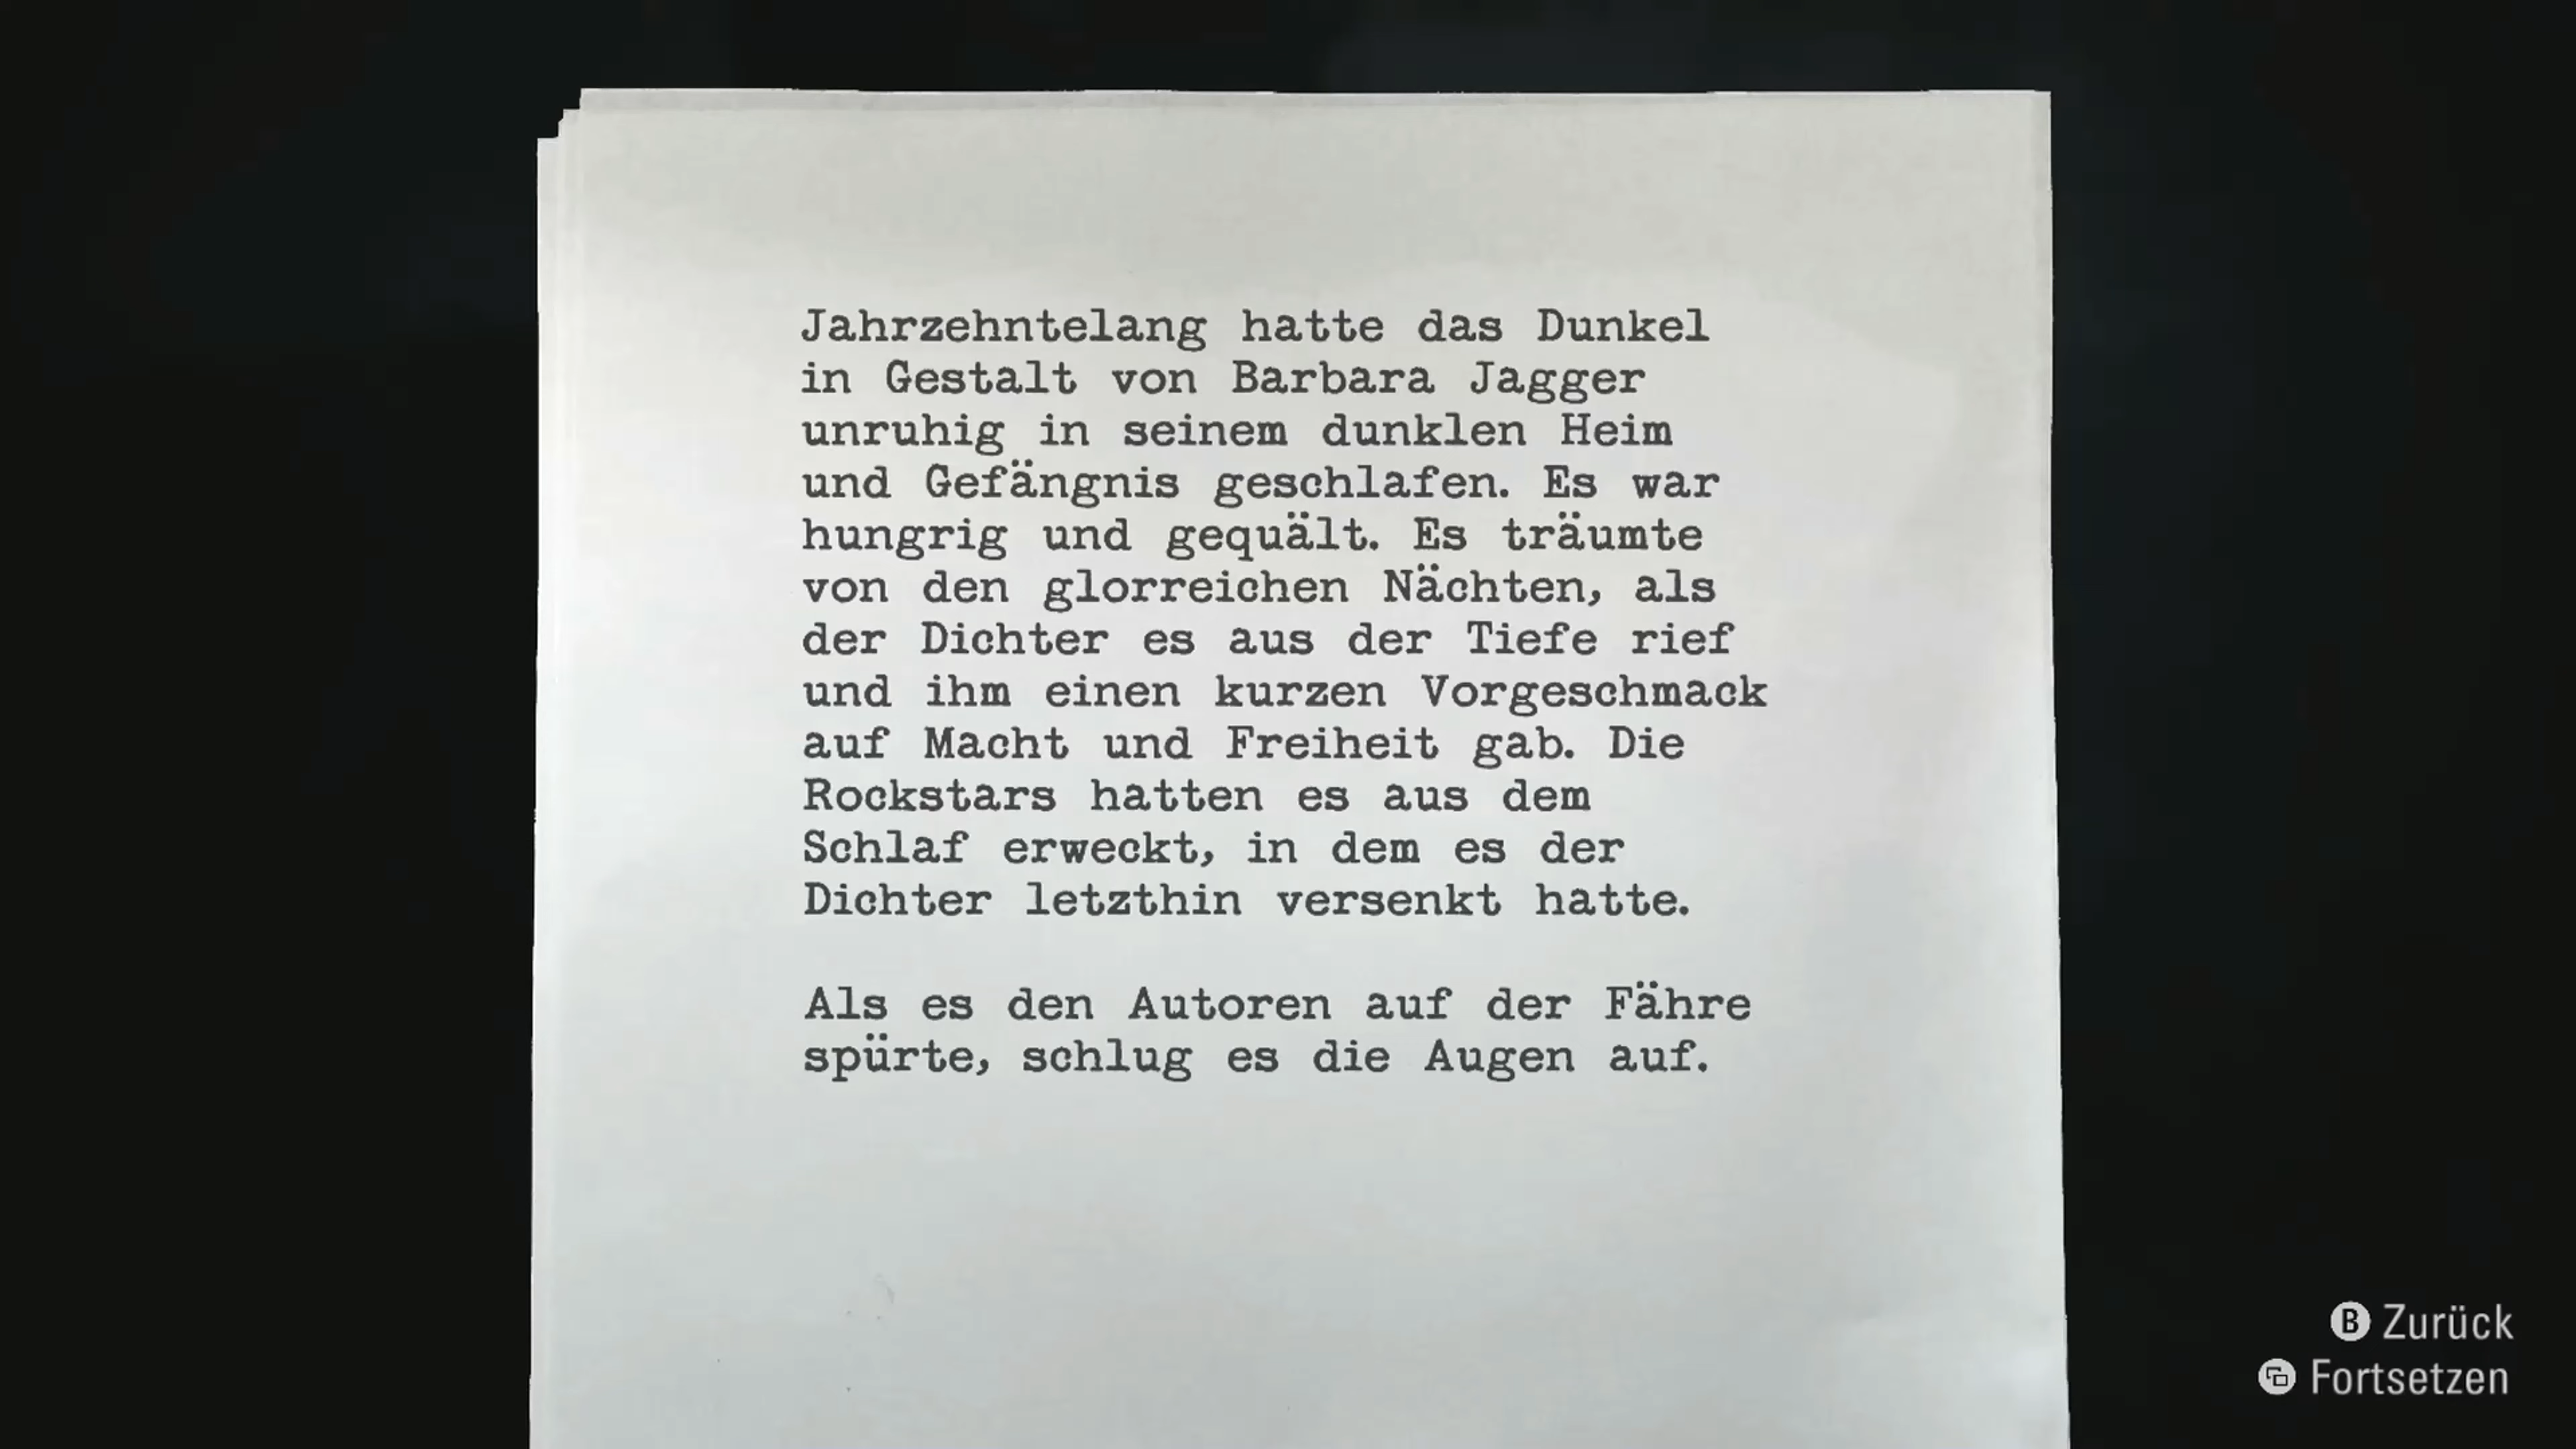 Jahrzehntelang hatte das Dunkel
in Gestalt von Barbara Jagger
unruhig in seinem dunklen Heim
und Gefängnis geschlafen. Es war
hungrig und gequält. Es träumte
von den glorreichen Nächten, als
der Dichter es aus der Tiefe rief
und ihm einen kurzen Vorgeschmack
auf Macht und Freiheit gab. Die
Rockstars hatten es aus dem
Schlaf erweckt, in dem es der
Dichter letzthin versenkt hatte.
Als es den Autoren auf der Fähre
spürte, schlug es die Augen auf.
B Zurück
Fortsetzen